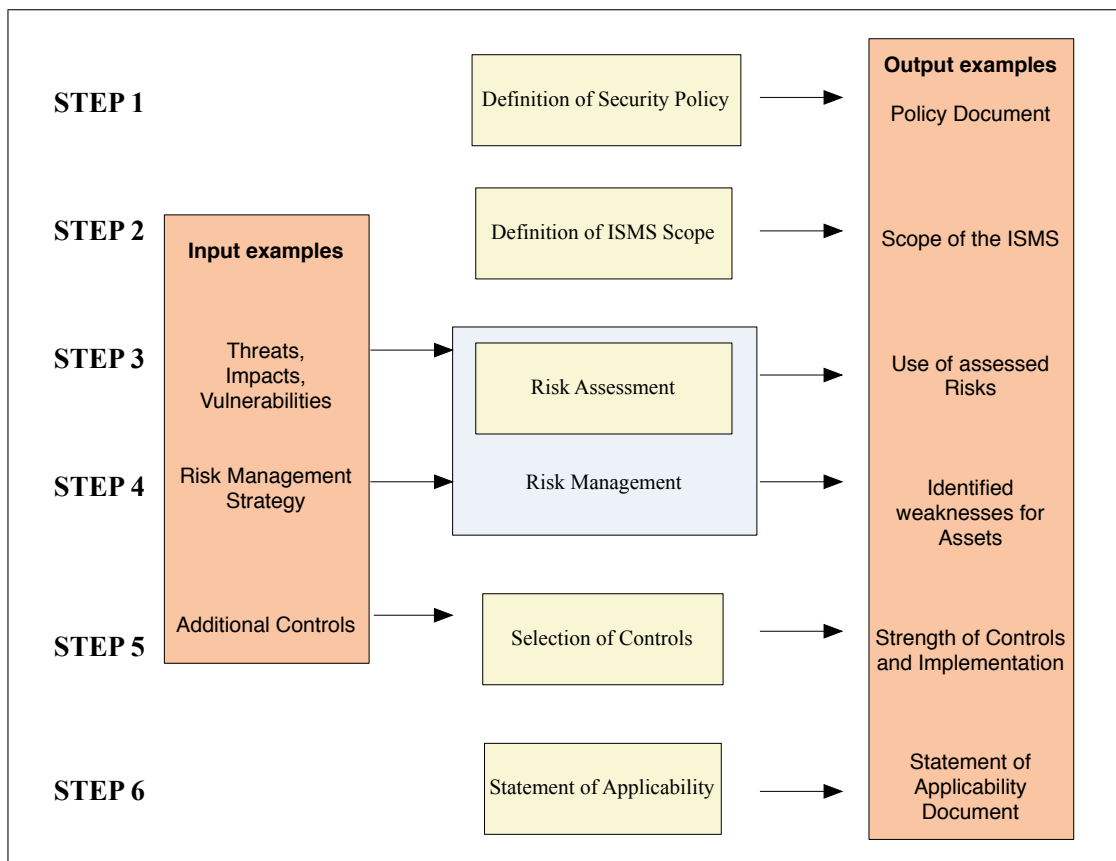 STEP 1
Definition of Security Policy
Output examples
Policy Document
STEP 2
Definition of ISMS Scope
Scope of the ISMS
Input examples
STEP 3
Threats,
Impacts,
Vulnerabilities
Risk Assessment
Use of assessed
Risks
STEP 4
Risk Management
Strategy
Risk Management
Identified
weaknesses for
Assets
STEP 5
Additional Controls
Selection of Controls
Strength of Controls
and Implementation
STEP 6
Statement of Applicability
Statement of
Applicability
Document